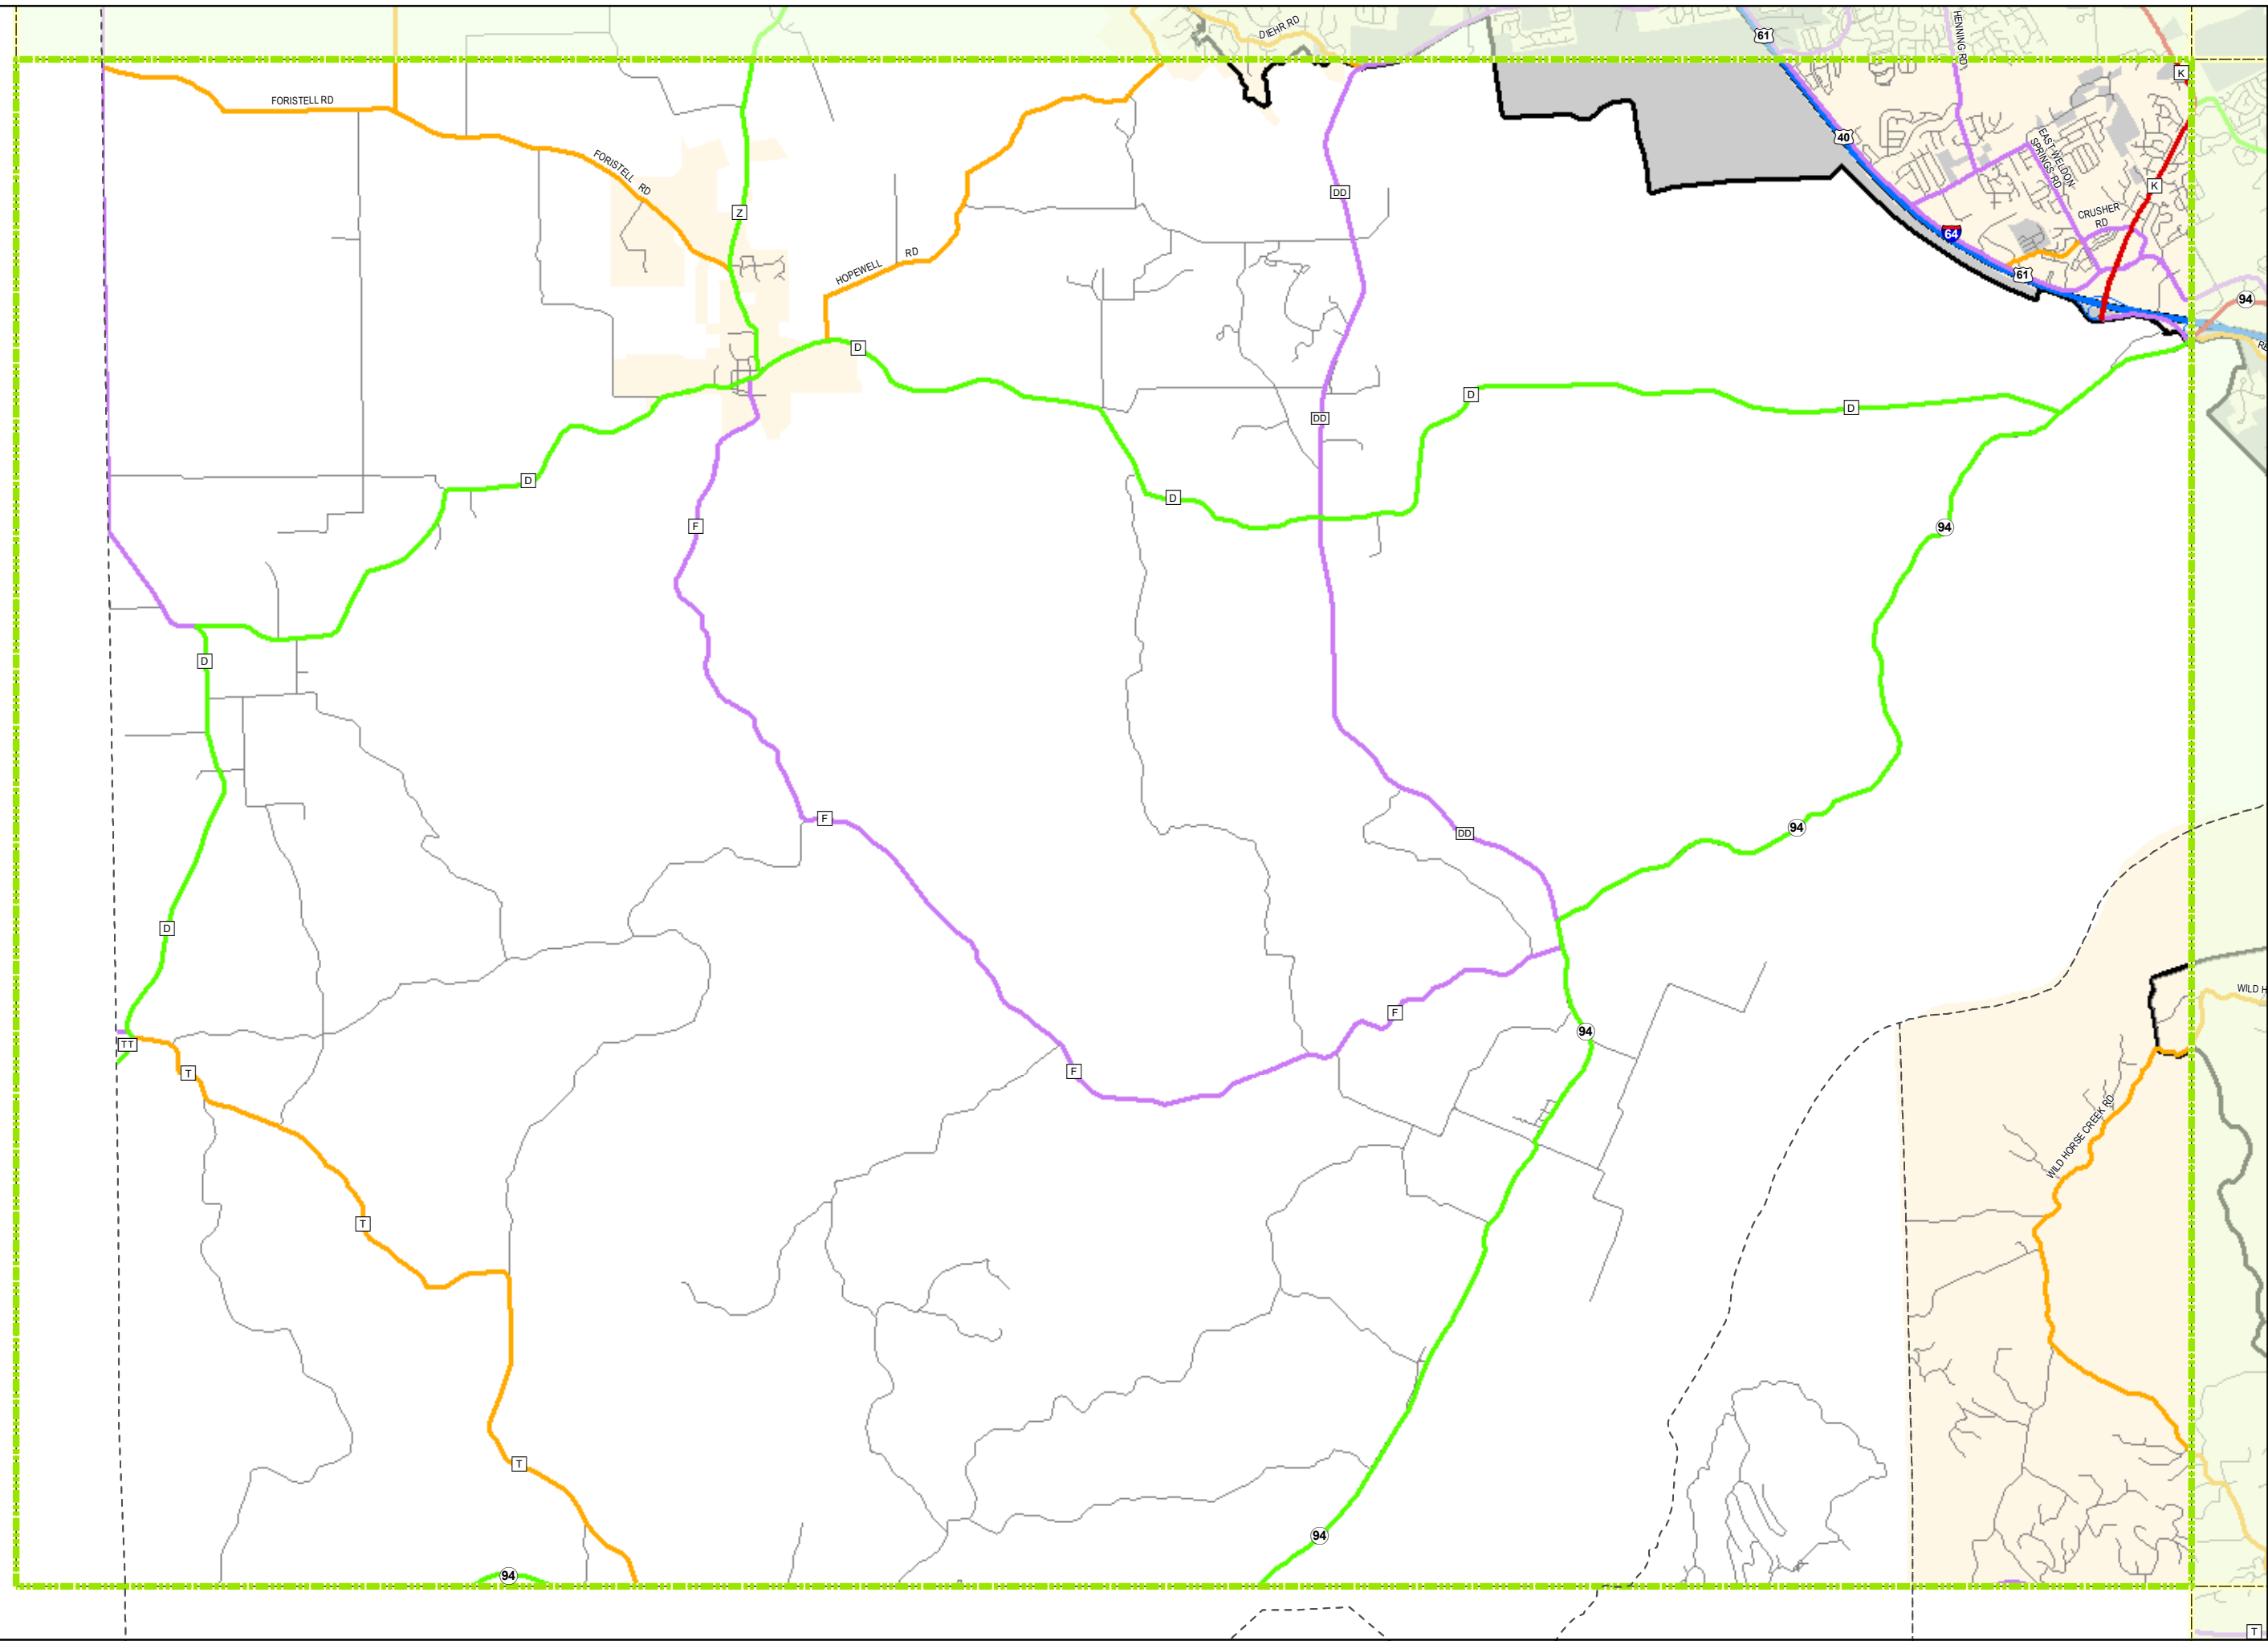 DIEHR RD
61
HENNING RD
K
FORISTELL RD
40
FORISTELL RD
EAST-WELDON-
SPRINGS-RD
K
DD
Z
CRUSHER
RD
64
HOPEWELL RD
61
94
D
D
D
DD
D
D
F
94
D
F
DD
94
D
WILD H
F
94
TT
T
F
WILD HORSE CREEK RD
T
T
94
94
T